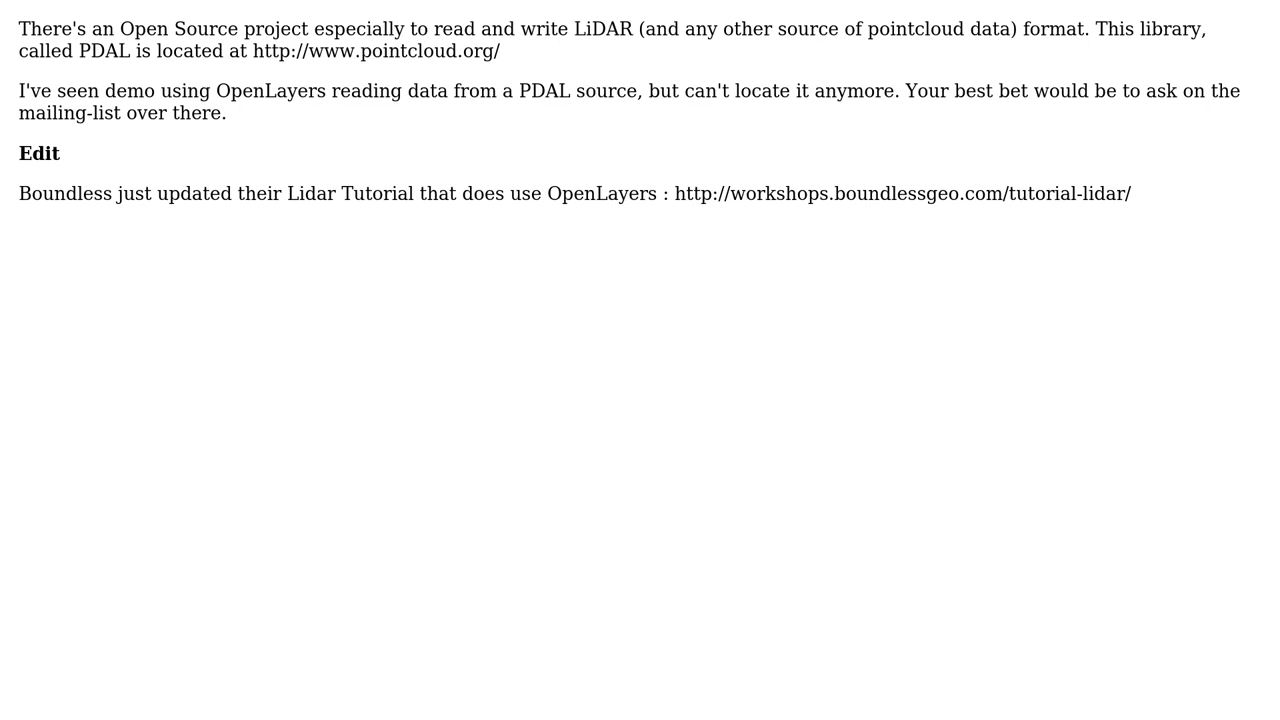 There's an Open Source project especially to read and write LiDAR (and any other source of pointcloud data) format. This library,
called PDAL is located at http://www.pointcloud.org/
I've seen demo using OpenLayers reading data from a PDAL source, but can't locate it anymore. Your best bet would be to ask on the
mailing-list over there.
Edit
Boundless just updated their Lidar Tutorial that does use OpenLayers : http://workshops.boundlessgeo.com/tutorial-lidar/